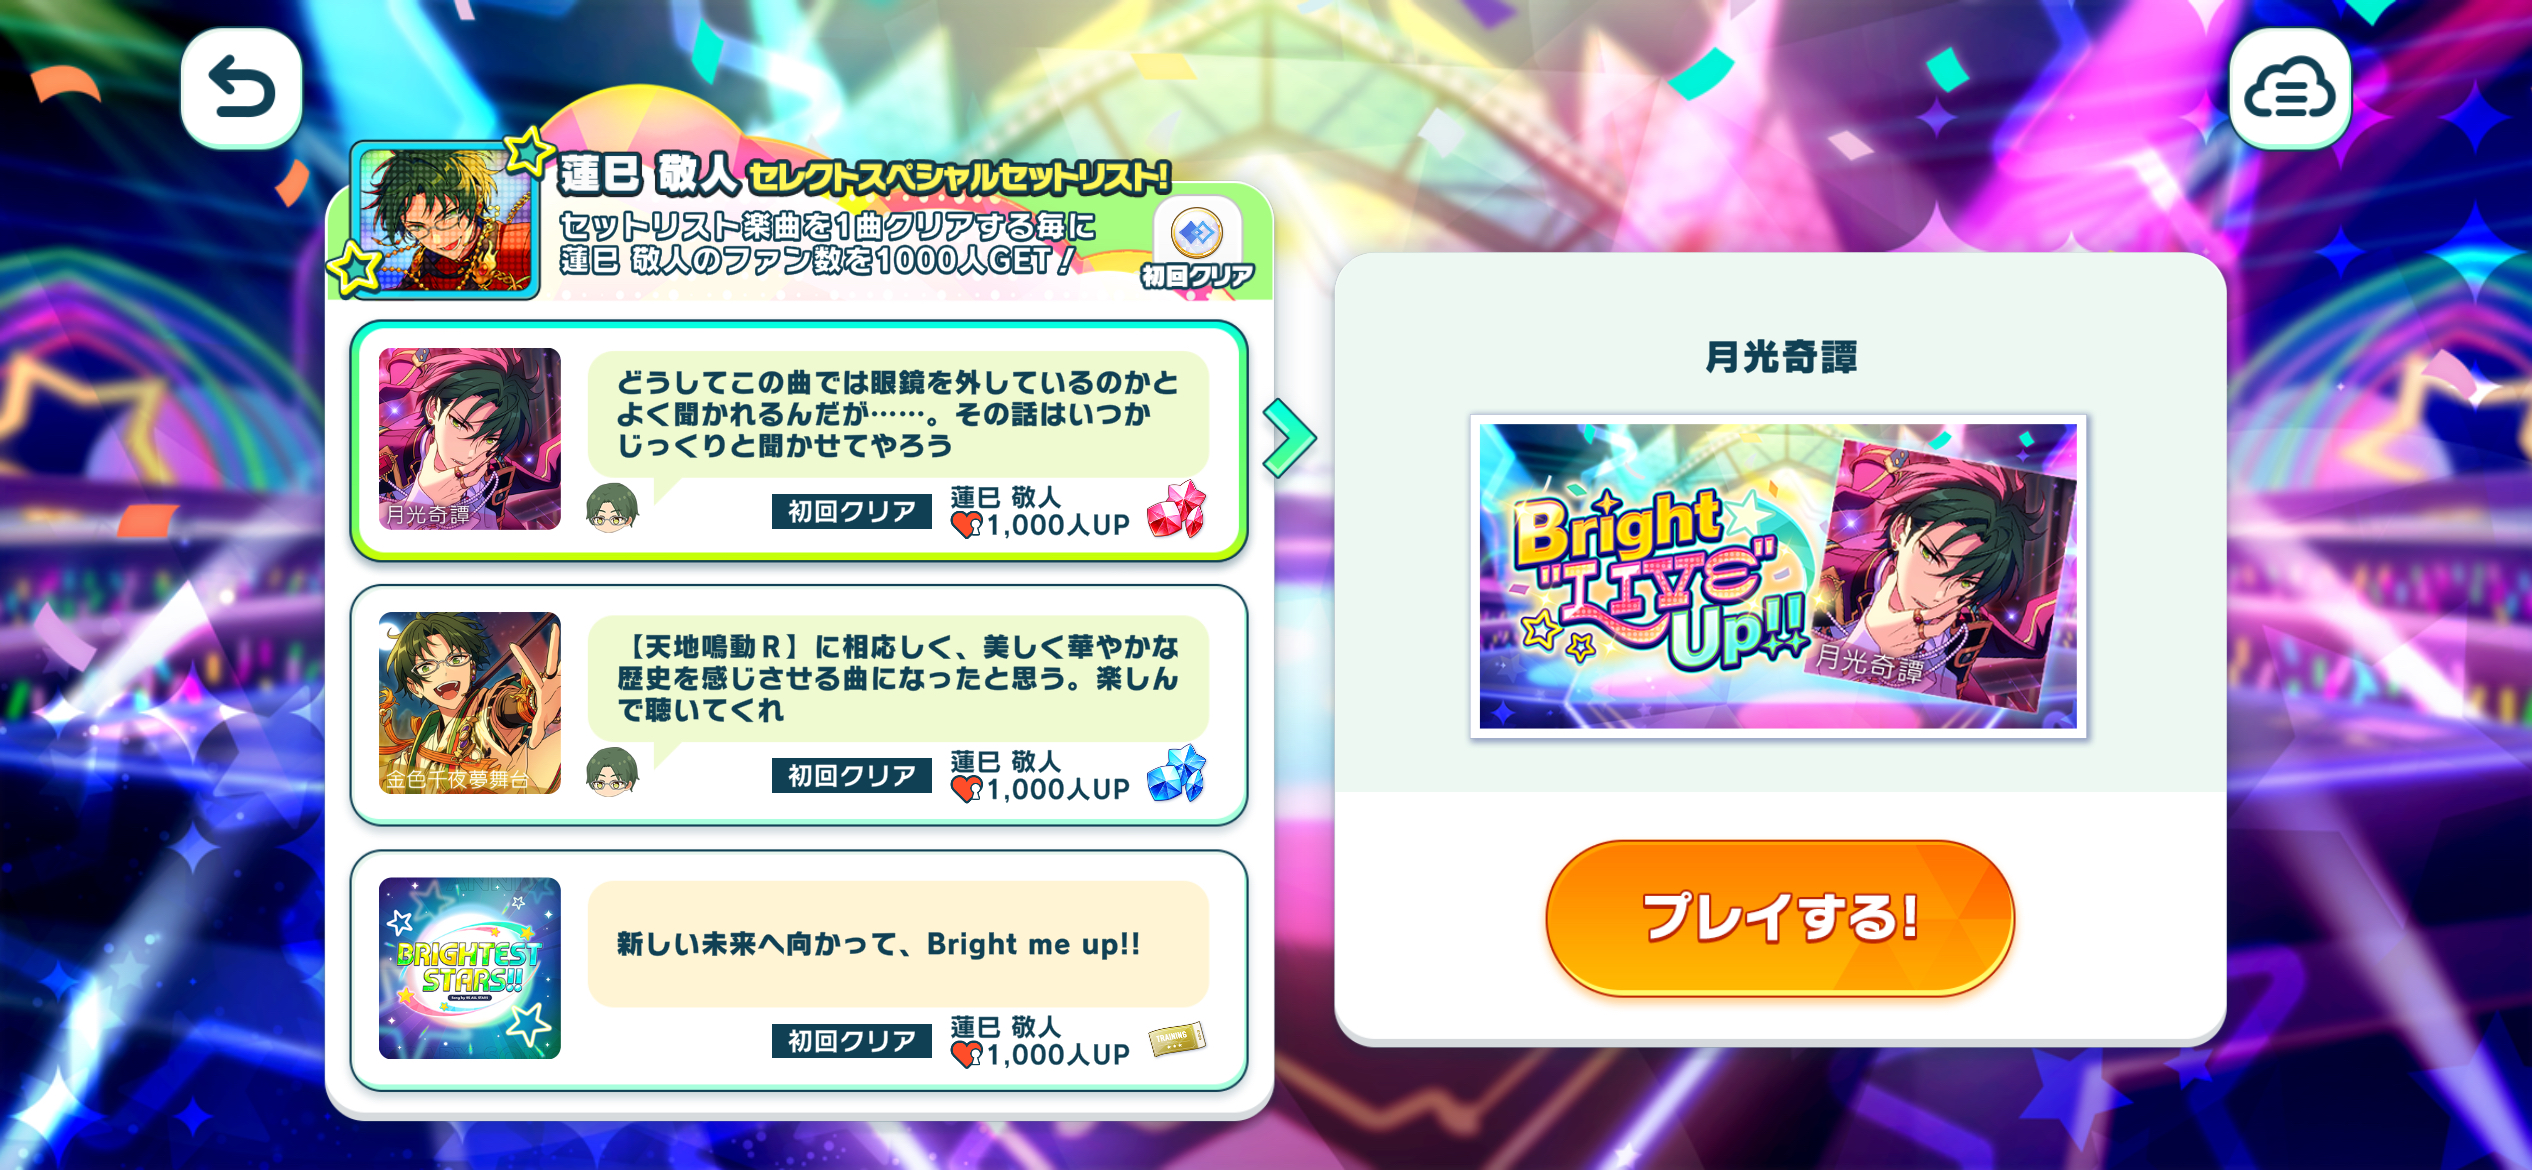 蓮巳 敬人 セレクトスペシャルセットリスト!
セットリスト楽曲を1曲クリアする毎に
蓮巳 敬人のファン数を1000人GET!
初回クリア
どうしてこの曲では眼鏡を外しているのかと
よく聞かれるんだが……。その話はいつか
じっくりと聞かせてやろう
月光奇譚
初回クリア
蓮巳 敬人
1,000人UP
【天地鳴動R】に相応しく、美しく華やかな
歴史を感じさせる曲になったと思う。楽しん
で聴いてくれ
金色千夜夢舞台
初回クリア
蓮巳 敬人
1,000人UP
BRIGHTEST
STARS!!
新しい未来へ向かって、Bright me up!!
初回クリア
蓮巳 敬人
1,000人UP
TRAINING
月光奇譚
Bright
"LIVE"
Up!!
月光奇譚
プレイする!